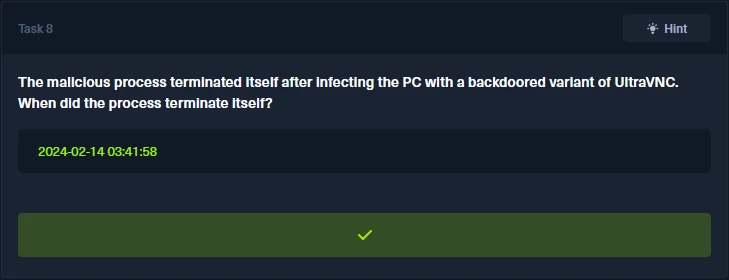 Task 8
Hint
The malicious process terminated itself after infecting the PC with a backdoored variant of UltraVNC.
When did the process terminate itself?
2024-02-14 03:41:58